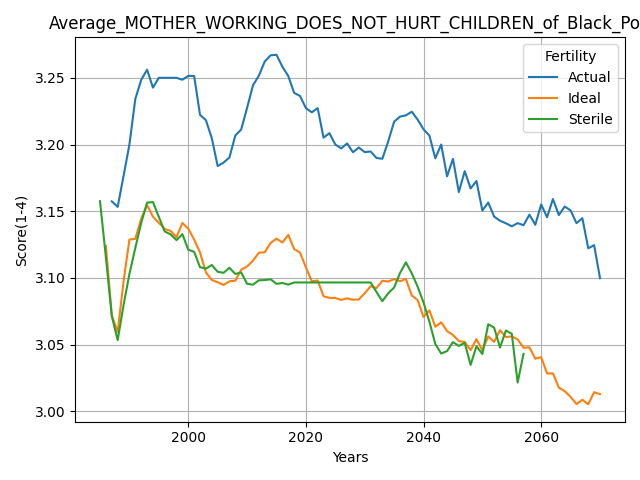 Average_MOTHER_WORKING_DOES_NOT_HURT_CHILDREN_of_Black_Po
Fertility
Actual
Ideal
Sterile
3.25
3.20
3.15
3.10
3.05
3.00
Score(1-4)
2000
2020
2040
2060
Years